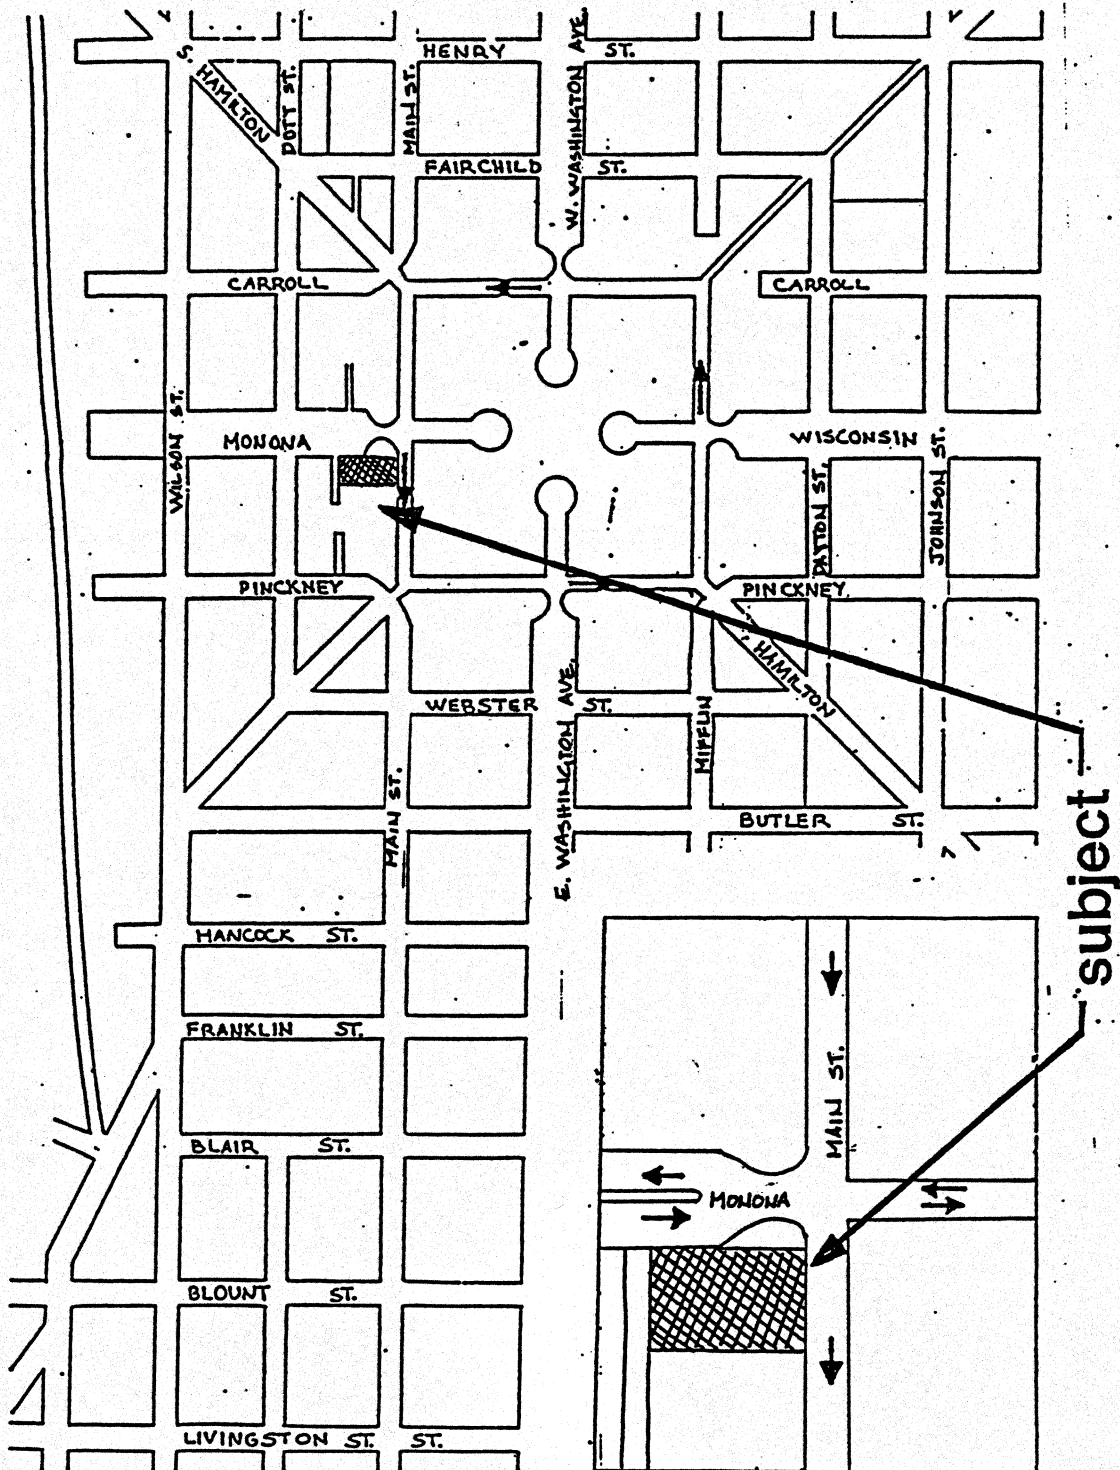 HENRY ST.
S. HAMILTON
DOTY ST.
MAIN ST.
W. WASHINGTON AVE.
FAIRCHILD ST.
CARROLL
CARROLL
WILSON ST.
MONONA
WISCONSIN
DAYTON ST.
JOHNSON ST.
PINCKNEY
PINCKNEY
HAMILTON
WEBSTER ST.
MIFFLIN
E. WASHINGTON AVE.
MAIN ST.
BUTLER ST.
subject
HANCOCK ST.
FRANKLIN ST.
MAIN ST.
BLAIR ST.
MONONA
BLOUNT ST.
LIVINGSTON ST. ST.